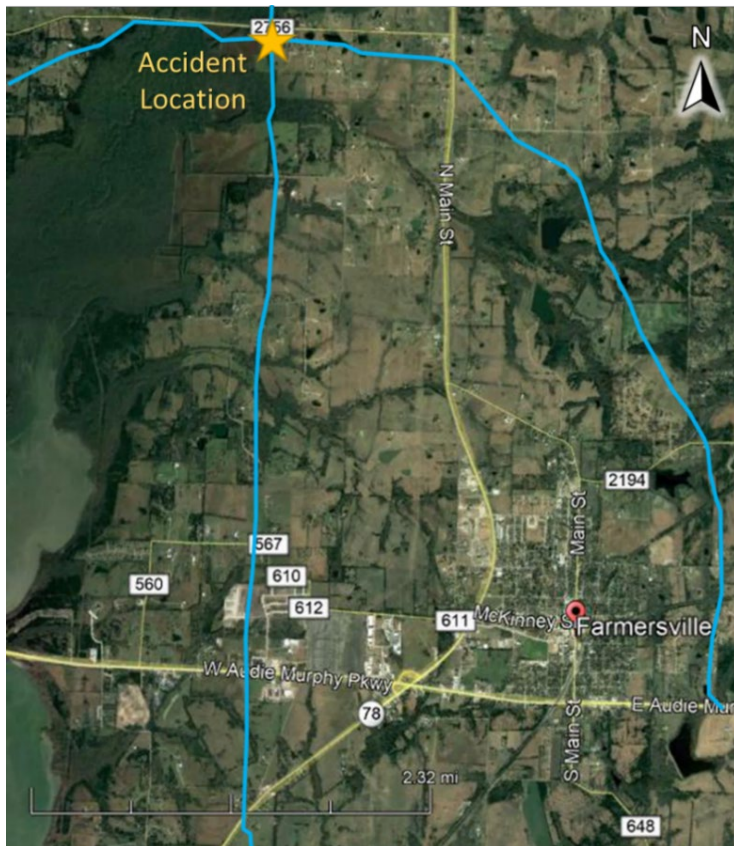 2756
N
Accident
Location
N Main St
2194
Main St
567
610
560
612
611
McKinney S
Farmersville
W Audie Murphy Pkwy
E Audie Mur
78
S Main St
2.32 mi
648